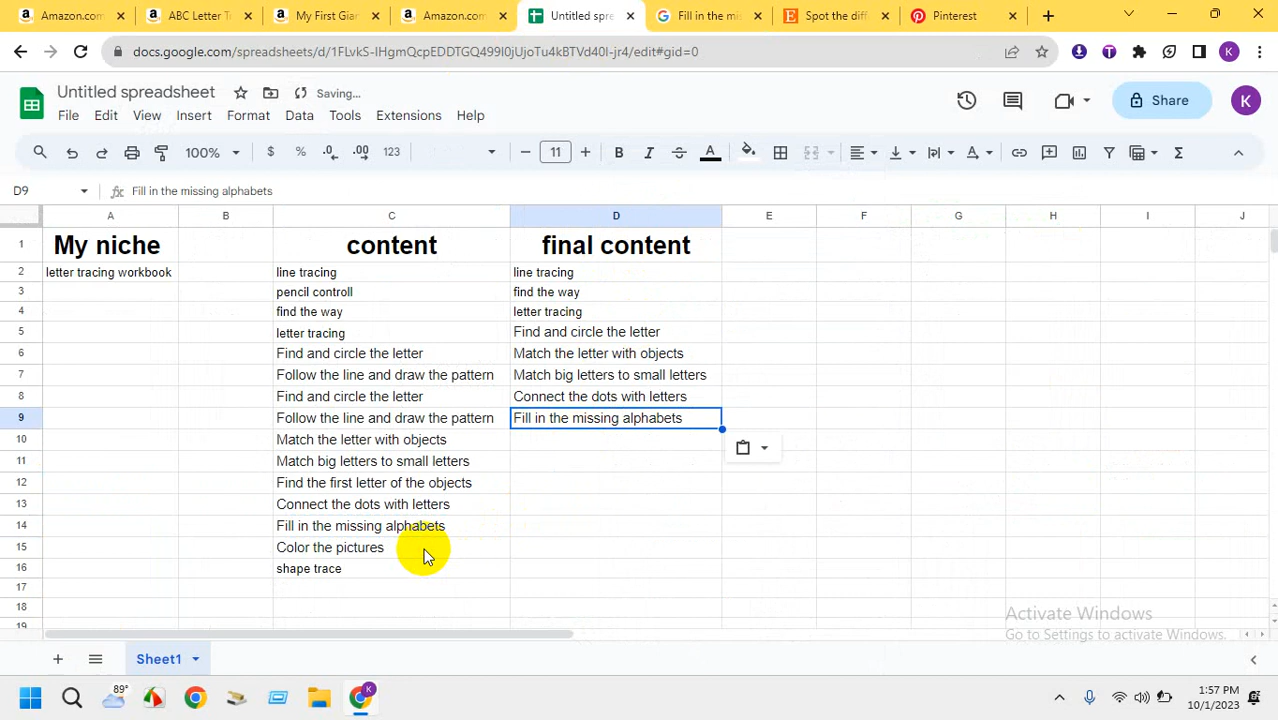 Amazon.com
ABC Letter T
My First Gian
Amazon.com
Untitled spre
Fill in the mi
Spot the diff
Pinterest
docs.google.com/spreadsheets/d/1FLvkS-IHgmQcpEDDTGQ499I0jUjoTu4kBTVd40I-jr4/edit#gid=0
K
Untitled spreadsheet
Saving...
File Edit View Insert Format Data Tools Extensions Help
Share
K
100%
$ % .0 .00 123
11
B I A
D9
fx Fill in the missing alphabets
A B C D E F G H I J
1 My niche content final content
2 letter tracing workbook line tracing line tracing
3 pencil controll find the way
4 find the way letter tracing
5 letter tracing Find and circle the letter
6 Find and circle the letter Match the letter with objects
7 Follow the line and draw the pattern Match big letters to small letters
8 Find and circle the letter Connect the dots with letters
9 Follow the line and draw the pattern Fill in the missing alphabets
10 Match the letter with objects
11 Match big letters to small letters
12 Find the first letter of the objects
13 Connect the dots with letters
14 Fill in the missing alphabets
15 Color the pictures
16 shape trace
17
18
19
Activate Windows
Go to Settings to activate Windows.
Sheet1
89°
1:57 PM
10/1/2023